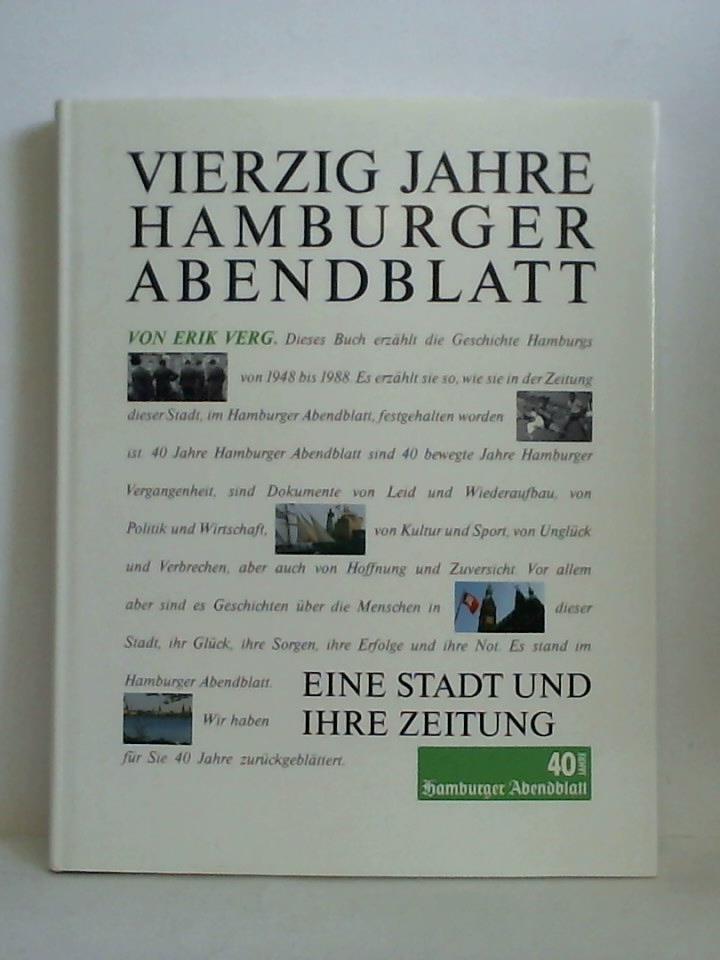 VIERZIG JAHRE
HAMBURGER
ABENDBLATT
VON ERIK VERG. Dieses Buch erzählt die Geschichte Hamburgs
von 1948 bis 1988. Es erzählt sie so, wie sie in der Zeitung
dieser Stadt, im Hamburger Abendblatt, festgehalten worden
ist. 40 Jahre Hamburger Abendblatt sind 40 bewegte Jahre Hamburger
Vergangenheit, sind Dokumente von Leid und Wiederaufbau, von
Politik und Wirtschaft, von Kultur und Sport, von Unglück
und Verbrechen, aber auch von Hoffnung und Zuversicht. Vor allem
aber sind es Geschichten über die Menschen in dieser
Stadt, ihr Glück, ihre Sorgen, ihre Erfolge und ihre Not. Es stand im
Hamburger Abendblatt.
Wir haben
für Sie 40 Jahre zurückgeblättert.
EINE STADT UND
IHRE ZEITUNG
40 JAHRE
Hamburger Abendblatt